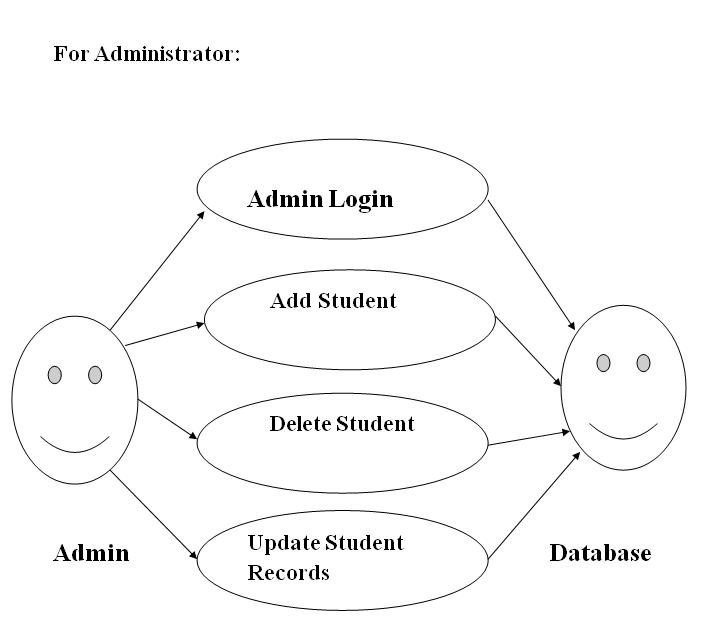 For Administrator:
Admin Login
Add Student
Delete Student
Update Student
Records
Admin
Database